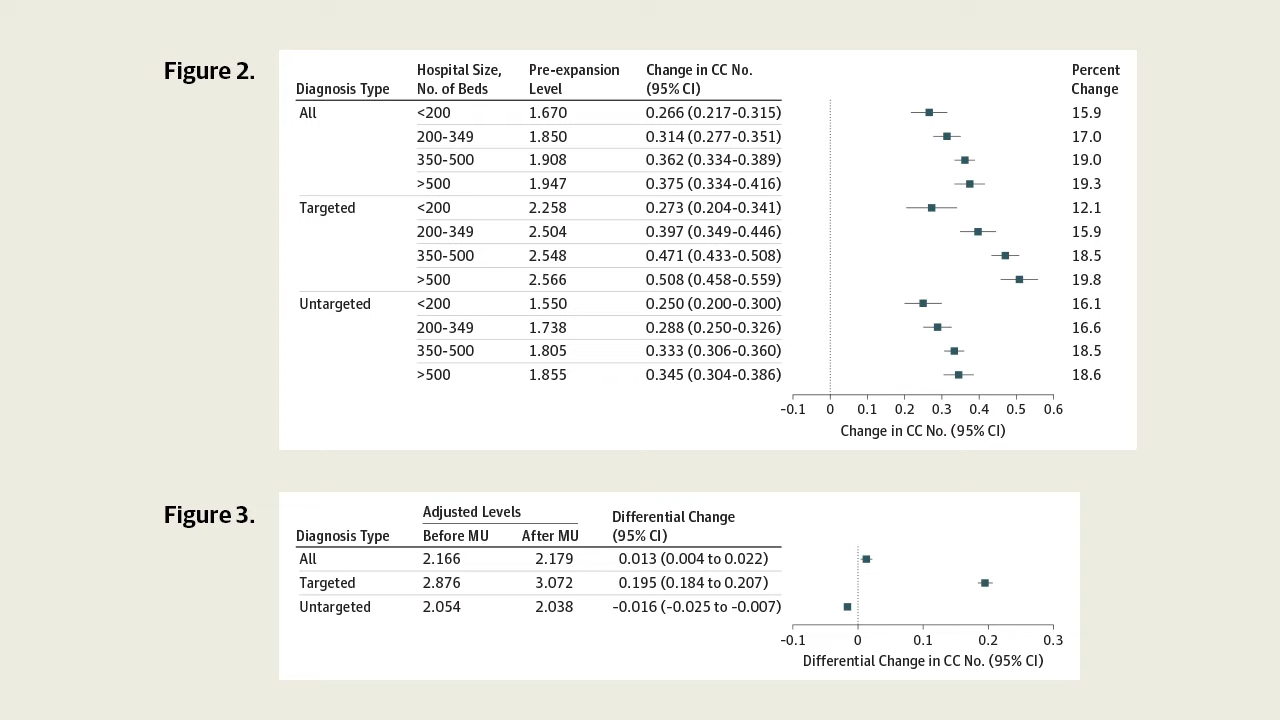 Figure 2.
Hospital Size, Pre-expansion Change in CC No. Percent
Diagnosis Type No. of Beds Level (95% CI) Change
All <200 1.670 0.266 (0.217-0.315) 15.9
200-349 1.850 0.314 (0.277-0.351) 17.0
350-500 1.908 0.362 (0.334-0.389) 19.0
>500 1.947 0.375 (0.334-0.416) 19.3
Targeted <200 2.258 0.273 (0.204-0.341) 12.1
200-349 2.504 0.397 (0.349-0.446) 15.9
350-500 2.548 0.471 (0.433-0.508) 18.5
>500 2.566 0.508 (0.458-0.559) 19.8
Untargeted <200 1.550 0.250 (0.200-0.300) 16.1
200-349 1.738 0.288 (0.250-0.326) 16.6
350-500 1.805 0.333 (0.306-0.360) 18.5
>500 1.855 0.345 (0.304-0.386) 18.6
-0.1 0 0.1 0.2 0.3 0.4 0.5 0.6
Change in CC No. (95% CI)
Figure 3.
Adjusted Levels Differential Change
Diagnosis Type Before MU After MU (95% CI)
All 2.166 2.179 0.013 (0.004 to 0.022)
Targeted 2.876 3.072 0.195 (0.184 to 0.207)
Untargeted 2.054 2.038 -0.016 (-0.025 to -0.007)
-0.1 0 0.1 0.2 0.3
Differential Change in CC No. (95% CI)